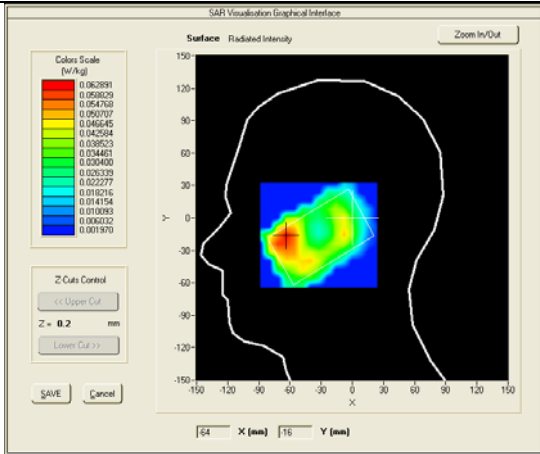 SAR Visualisation Graphical Interface
Surface Radiated Intensity
Zoom In/Out
Colors Scale
(W/kg)
0.062891
0.058829
0.054768
0.050707
0.046645
0.042584
0.038523
0.034461
0.030400
0.026339
0.022277
0.018216
0.014154
0.010093
0.006032
0.001970
Z Cuts Control
<< Upper Cut
Z = 0.2 mm
Lower Cut >>
SAVE Cancel
150-
120-
90-
60-
30-
0-
-30-
-60-
-90-
-120-
-150-
Y
-150 -120 -90 -60 -30 0 30 60 90 120 150
X
-64 X (mm) -16 Y (mm)